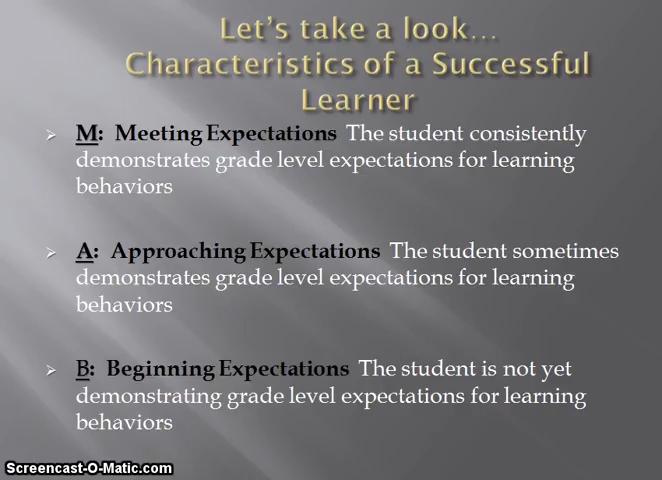 Let's take a look...
Characteristics of a Successful
Learner
M: Meeting Expectations The student consistently
demonstrates grade level expectations for learning
behaviors
A: Approaching Expectations The student sometimes
demonstrates grade level expectations for learning
behaviors
B: Beginning Expectations The student is not yet
demonstrating grade level expectations for learning
behaviors
Screencast-O-Matic.com